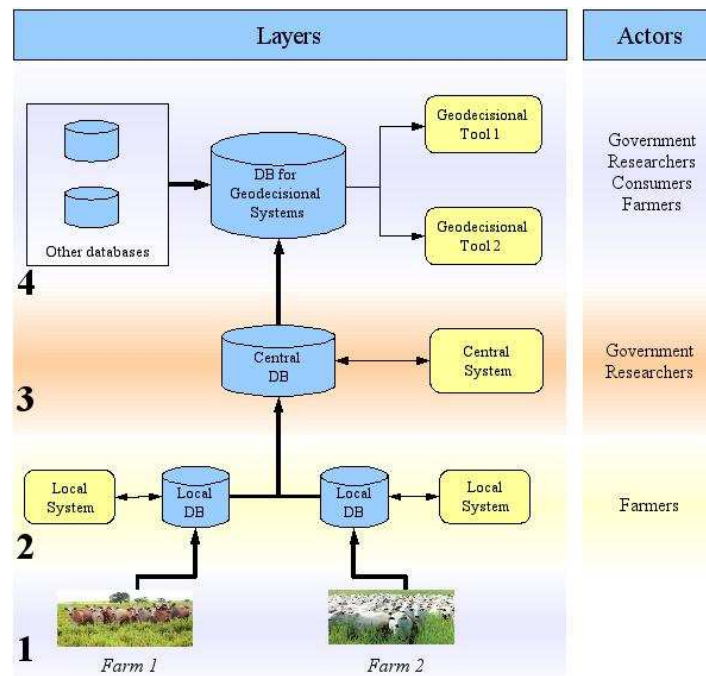 Layers
Actors
Other databases
DB for
Geodecisional
Systems
Geodecisional
Tool 1
Geodecisional
Tool 2
Government
Researchers
Consumers
Farmers
4
Central
DB
Central
System
Government
Researchers
3
Local
System
Local
DB
Local
DB
Local
System
Farmers
2
1
Farm 1
Farm 2